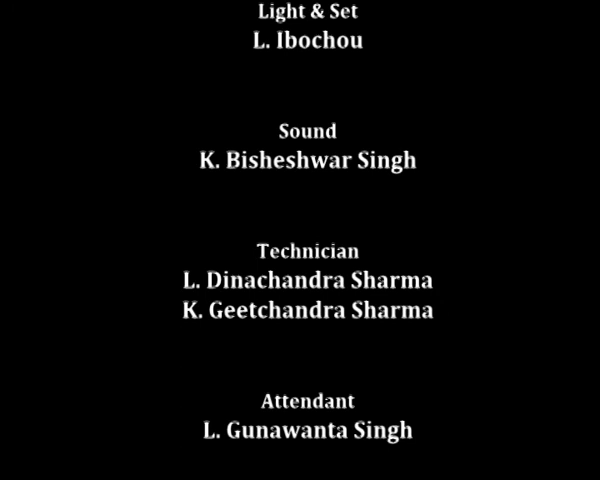 Light & Set
L. Ibochou
Sound
K. Bisheshwar Singh
Technician
L. Dinachandra Sharma
K. Geetchandra Sharma
Attendant
L. Gunawanta Singh